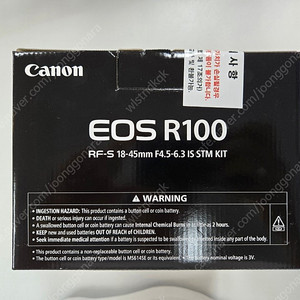 사항
Canon
EOS R100
RF-S 18-45mm F4.5-6.3 IS STM KIT
⚠ WARNING
• INGESTION HAZARD: This product contains a button cell or coin battery.
• DEATH or serious injury can occur if ingested.
• A swallowed button cell or coin battery can cause Internal Chemical Burns in as little as 2 hours.
• KEEP new and used batteries OUT OF REACH of CHILDREN.
• Seek immediate medical attention if a battery is suspected to be swallowed or inserted inside any part of the body.
• This product contains a non-replaceable button cell or coin battery.
• The button cell or coin battery type/model is MS614SE or its equivalent. battery nominal voltage is 3V.